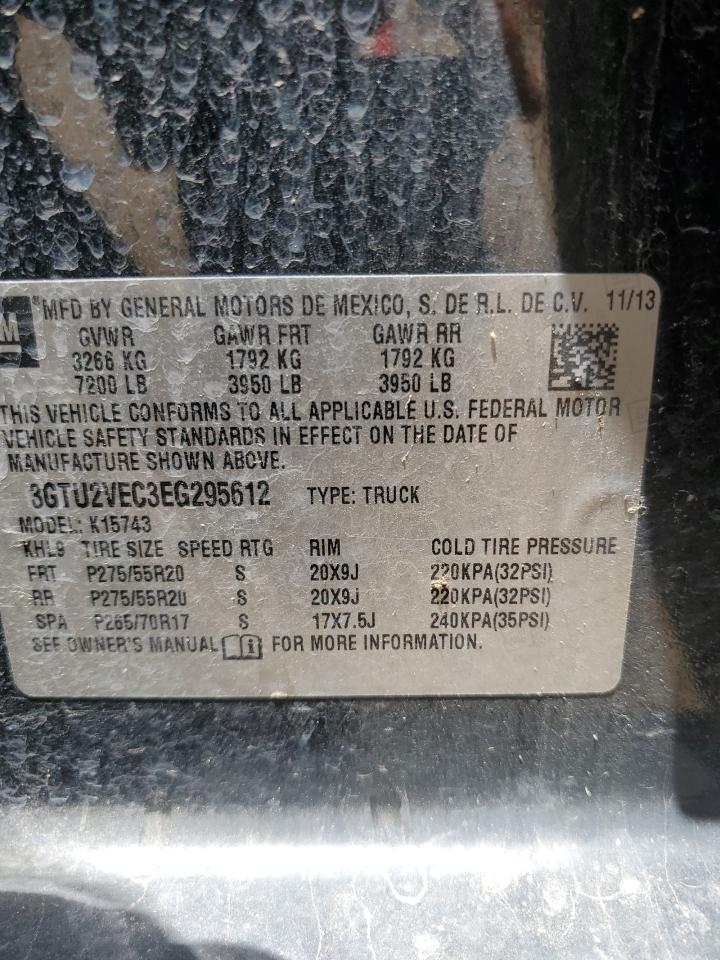 GM ® MFD BY GENERAL MOTORS DE MEXICO, S. DE R.L. DE C.V. 11/13
GVWR GAWR FRT GAWR RR
3266 KG 1792 KG 1792 KG
7200 LB 3950 LB 3950 LB
THIS VEHICLE CONFORMS TO ALL APPLICABLE U.S. FEDERAL MOTOR
VEHICLE SAFETY STANDARDS IN EFFECT ON THE DATE OF
MANUFACTURE SHOWN ABOVE.
3GTU2VEC3EG295612 TYPE: TRUCK
MODEL: K15743
KHL9 TIRE SIZE SPEED RTG RIM COLD TIRE PRESSURE
FRT P275/55R20 S 20X9J 220KPA(32PSI)
RR P275/55R20 S 20X9J 220KPA(32PSI)
SPA P265/70R17 S 17X7.5J 240KPA(35PSI)
SEE OWNER'S MANUAL FOR MORE INFORMATION.